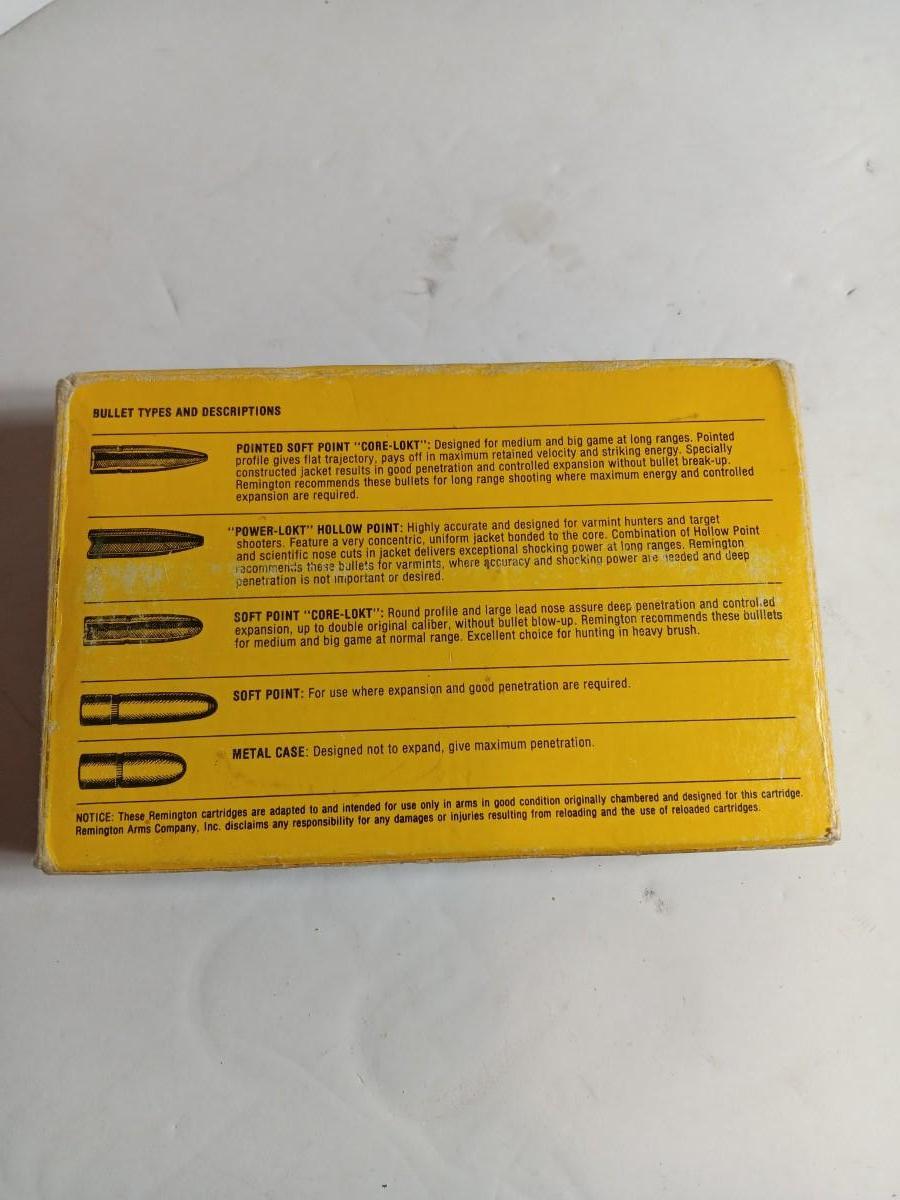 BULLET TYPES AND DESCRIPTIONS
POINTED SOFT POINT "CORE-LOKT": Designed for medium and big game at long ranges. Pointed
profile gives flat trajectory, pays off in maximum retained velocity and striking energy. Specially
constructed jacket results in good penetration and controlled expansion without bullet break-up.
Remington recommends these bullets for long range shooting where maximum energy and controlled
expansion are required.
"POWER-LOKT" HOLLOW POINT: Highly accurate and designed for varmint hunters and target
shooters. Feature a very concentric, uniform jacket bonded to the core. Combination of Hollow Point
and scientific nose cuts in jacket delivers exceptional shocking power at long ranges. Remington
recommends these bullets for varmints, where accuracy and shocking power are needed and deep
penetration is not important or desired.
SOFT POINT "CORE-LOKT": Round profile and large lead nose assure deep penetration and controlled
expansion, up to double original caliber, without bullet blow-up. Remington recommends these bulllets
for medium and big game at normal range. Excellent choice for hunting in heavy brush.
SOFT POINT: For use where expansion and good penetration are required.
METAL CASE: Designed not to expand, give maximum penetration.
NOTICE: These Remington cartridges are adapted to and intended for use only in arms in good condition originally chambered and designed for this cartridge.
Remington Arms Company, Inc. disclaims any responsibility for any damages or injuries resulting from reloading and the use of reloaded cartridges.